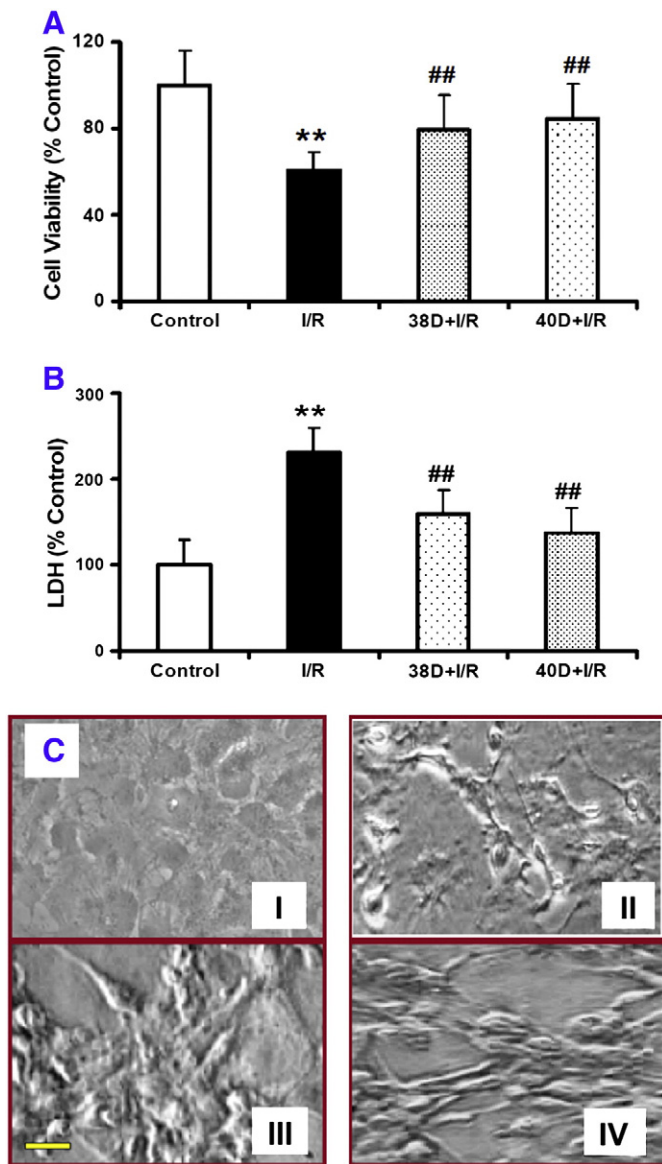 A
Cell Viability (% Control)
120
80
40
0
**
##
##
Control I/R 38D+I/R 40D+I/R
B
LDH (% Control)
300
200
100
0
**
##
##
Control I/R 38D+I/R 40D+I/R
C
I
II
III
IV